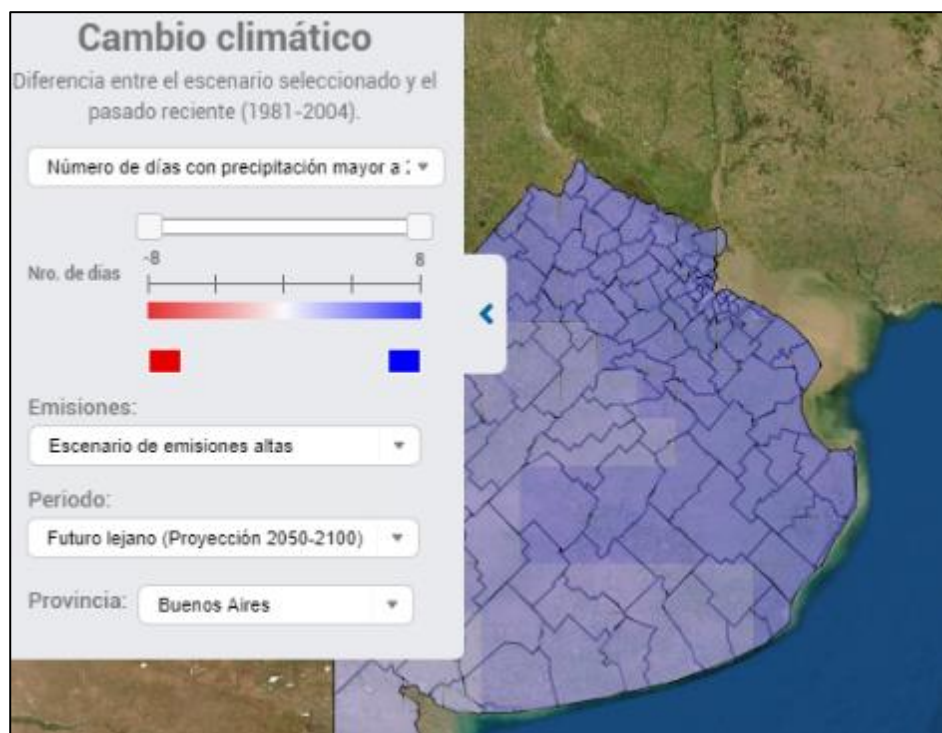 Cambio climático
Diferencia entre el escenario seleccionado y el
pasado reciente (1981-2004).
Número de días con precipitación mayor a
-8
8
Nro. de días
Emisiones:
Escenario de emisiones altas
Periodo:
Futuro lejano (Proyección 2050-2100)
Provincia:
Buenos Aires